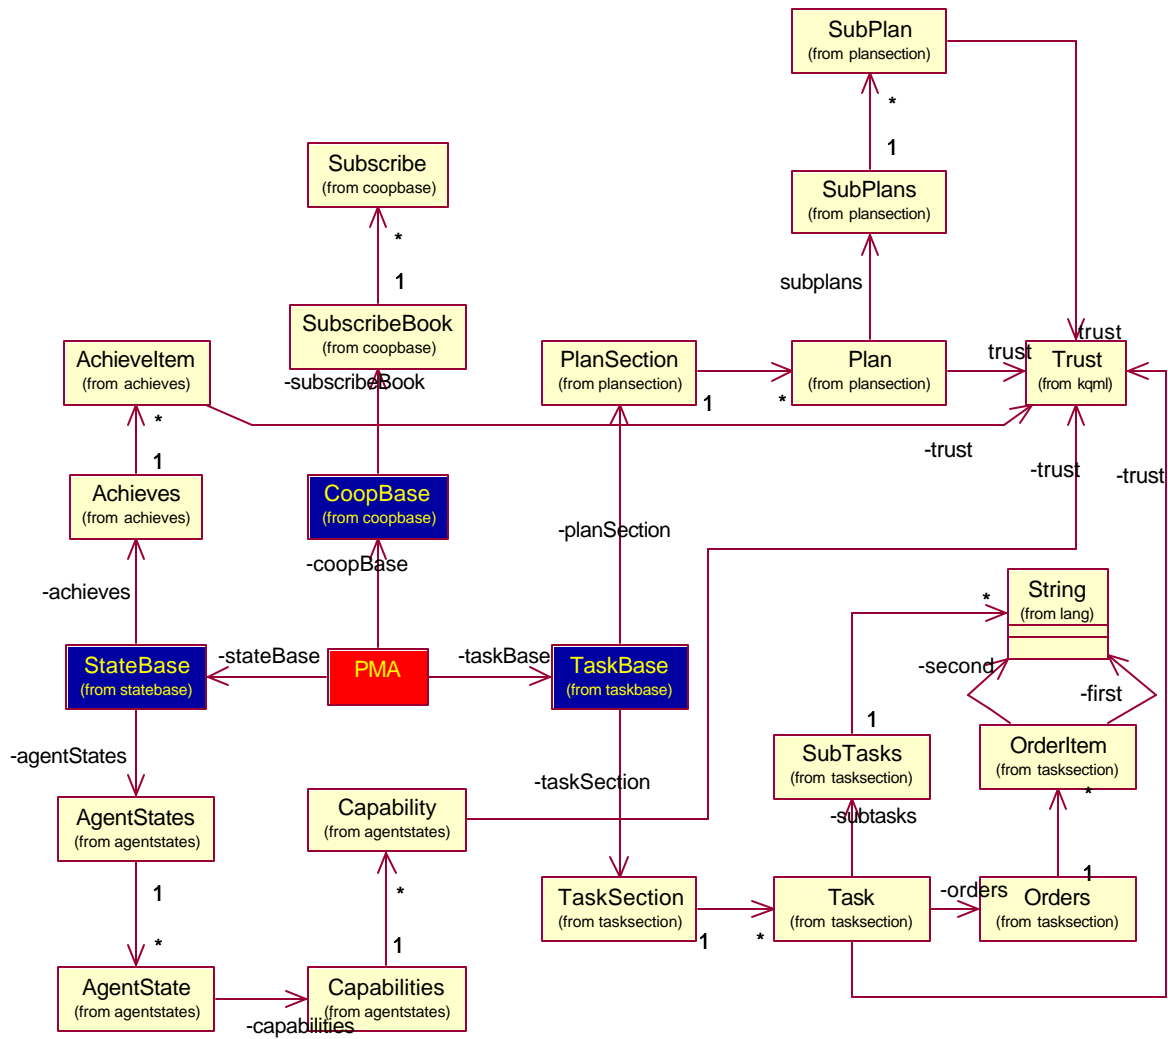 SubPlan
(from plansection)
*
1
Subscribe
(from coopbase)
SubPlans
(from plansection)
*
1
subplans
SubscribeBook
(from coopbase)
trust
AchieveItem
(from achieves)
PlanSection
(from plansection)
Plan
(from plansection)
trust
Trust
(from kqml)
-subscribeBook
1
*
*
1
-trust
-trust
-trust
Achieves
(from achieves)
CoopBase
(from coopbase)
-planSection
-coopBase
-achieves
String
(from lang)
*
StateBase
(from statebase)
-stateBase
PMA
-taskBase
TaskBase
(from taskbase)
-second
-first
1
-agentStates
-taskSection
SubTasks
(from tasksection)
OrderItem
(from tasksection)
*
AgentStates
(from agentstates)
Capability
(from agentstates)
-subtasks
1
*
1
*
1
TaskSection
(from tasksection)
1
*
Task
(from tasksection)
-orders
Orders
(from tasksection)
AgentState
(from agentstates)
Capabilities
(from agentstates)
-capabilities